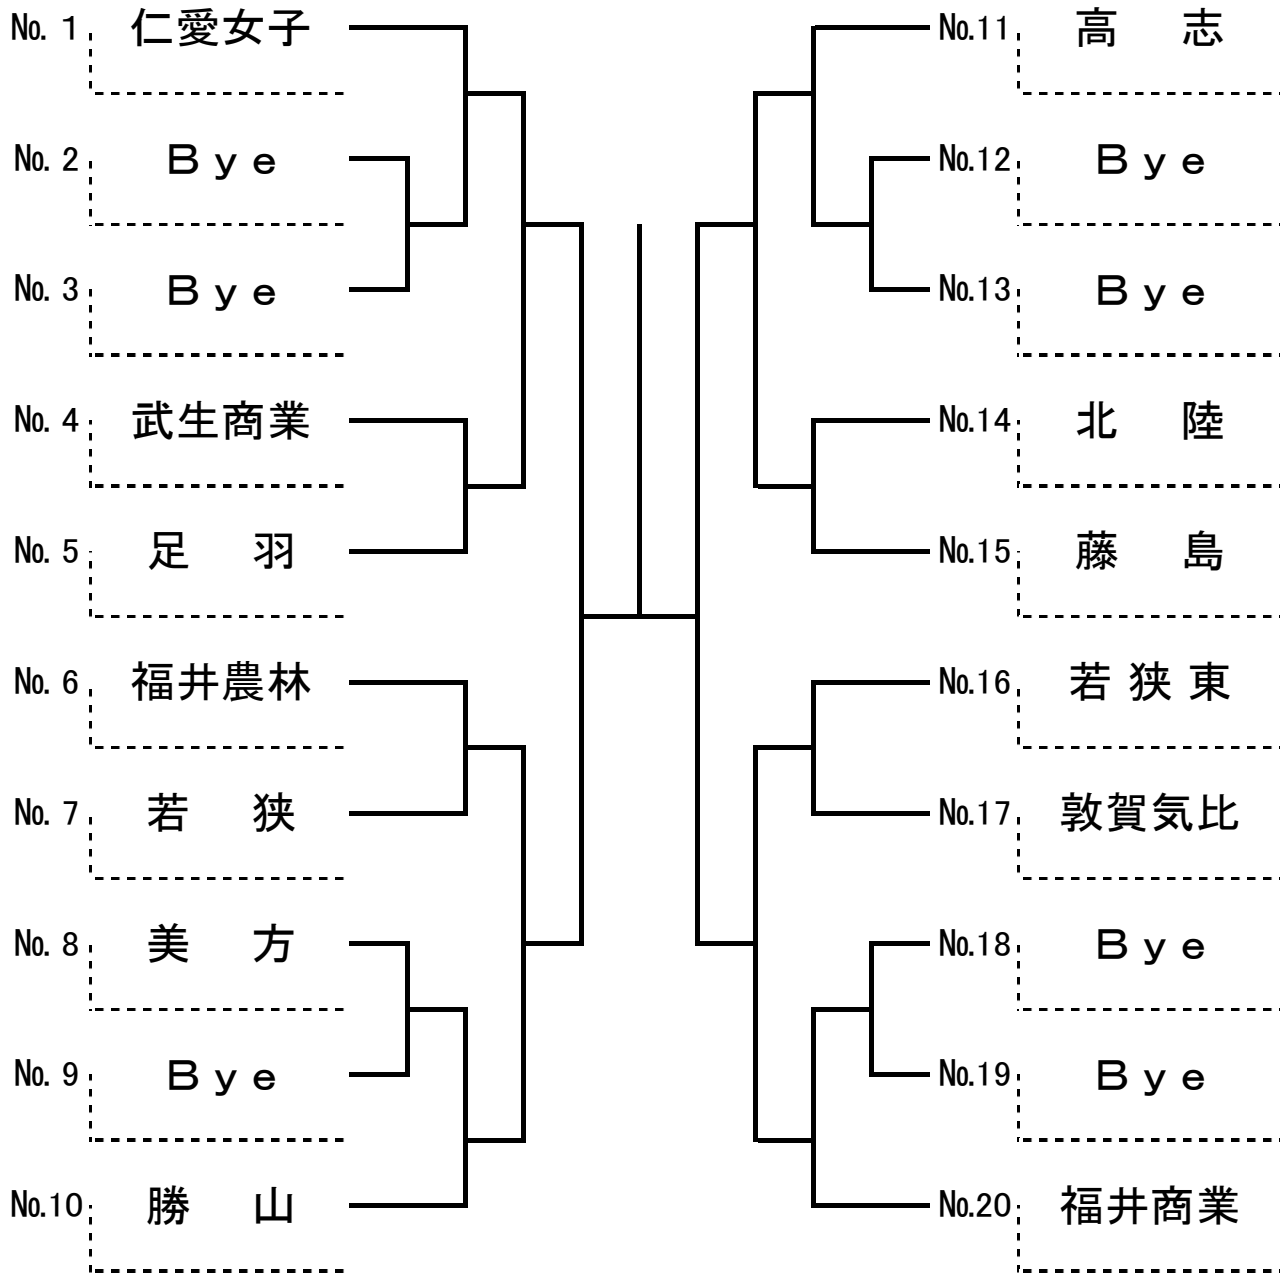 No. 1 仁愛女子
No. 2 Bye
No. 3 Bye
No. 4 武生商業
No. 5 足 羽
No. 6 福井農林
No. 7 若 狭
No. 8 美 方
No. 9 Bye
No.10 勝 山
No.11 高 志
No.12 Bye
No.13 Bye
No.14 北 陸
No.15 藤 島
No.16 若狭東
No.17 敦賀気比
No.18 Bye
No.19 Bye
No.20 福井商業